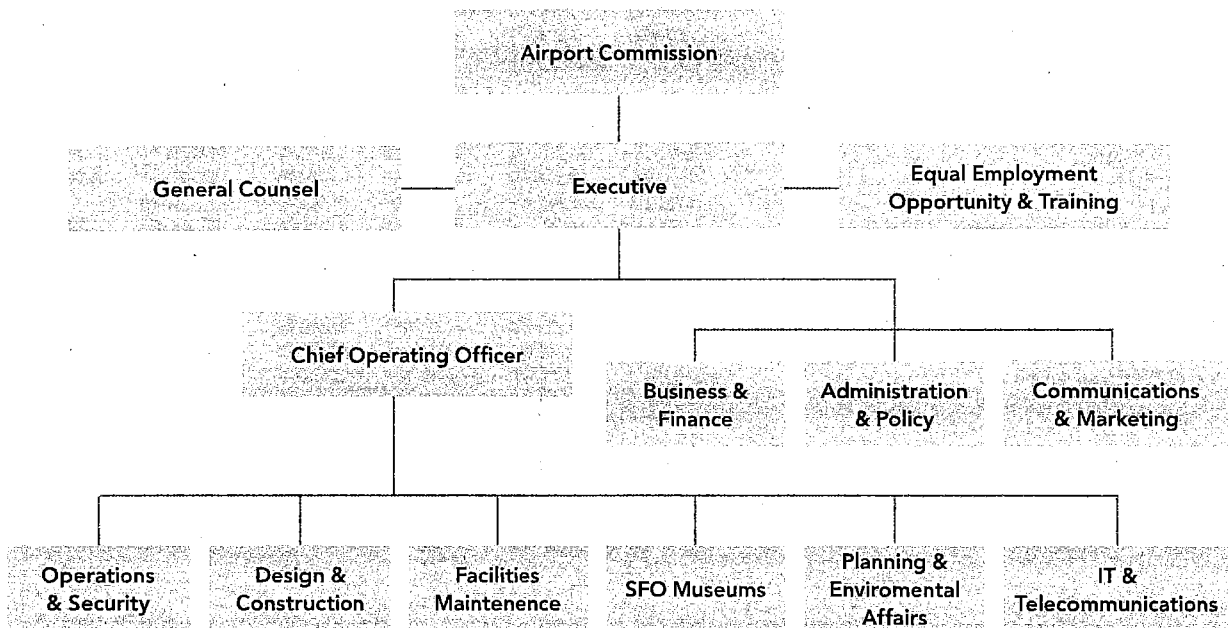 Airport Commission
General Counsel
Executive
Equal Employment
Opportunity & Training
Chief Operating Officer
Business &
Finance
Administration
& Policy
Communications
& Marketing
Operations
& Security
Design &
Construction
Facilities
Maintenence
SFO Museums
Planning &
Enviromental
Affairs
IT &
Telecommunications